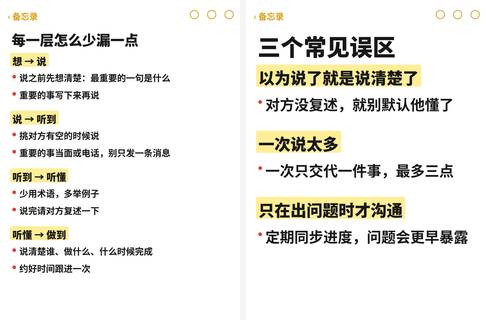 ‹备忘录
每一层怎么少漏一点
想 → 说
• 说之前先想清楚：最重要的一句是什么
• 重要的事写下来再说
说 → 听到
• 挑对方有空的时候说
• 重要的事当面或电话，别只发一条消息
听到 → 听懂
• 少用术语，多举例子
• 说完请对方复述一下
听懂 → 做到
• 说清楚谁、做什么、什么时候完成
• 约好时间跟进一次
‹备忘录
三个常见误区
以为说了就是说清楚了
• 对方没复述，就别默认他懂了
一次说太多
• 一次只交代一件事，最多三点
只在出问题时才沟通
• 定期同步进度，问题会更早暴露